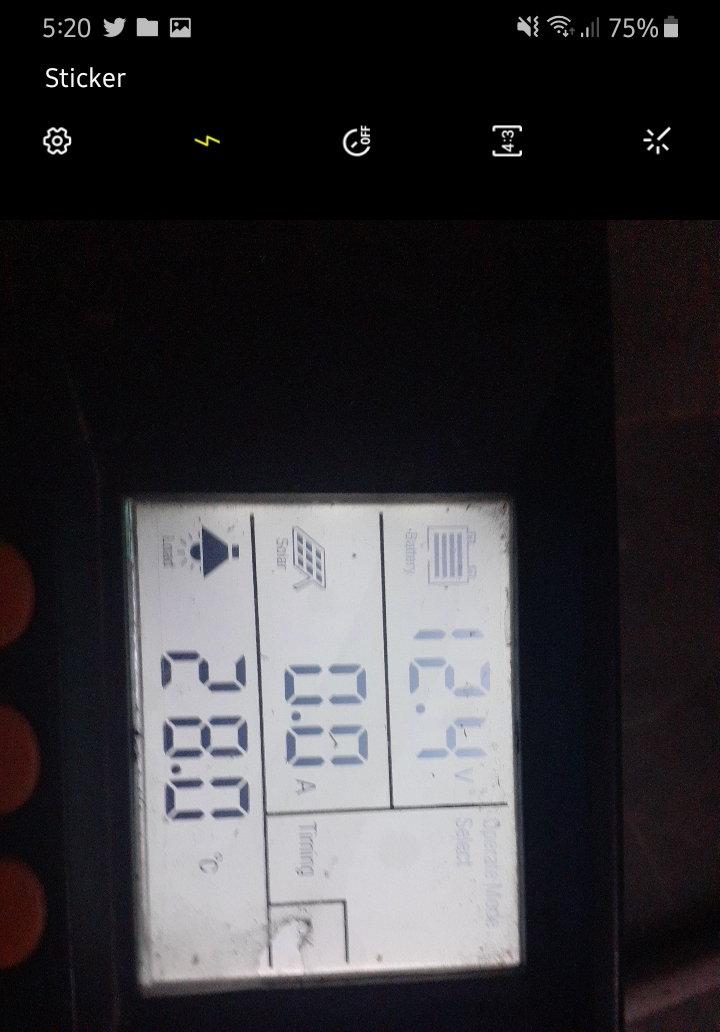 5:20 75%
Sticker
OFF
4:3
Operate Mode
Select
Battery 12.4 V
Solar 0.0 A
Timing
Load 28.0 °C